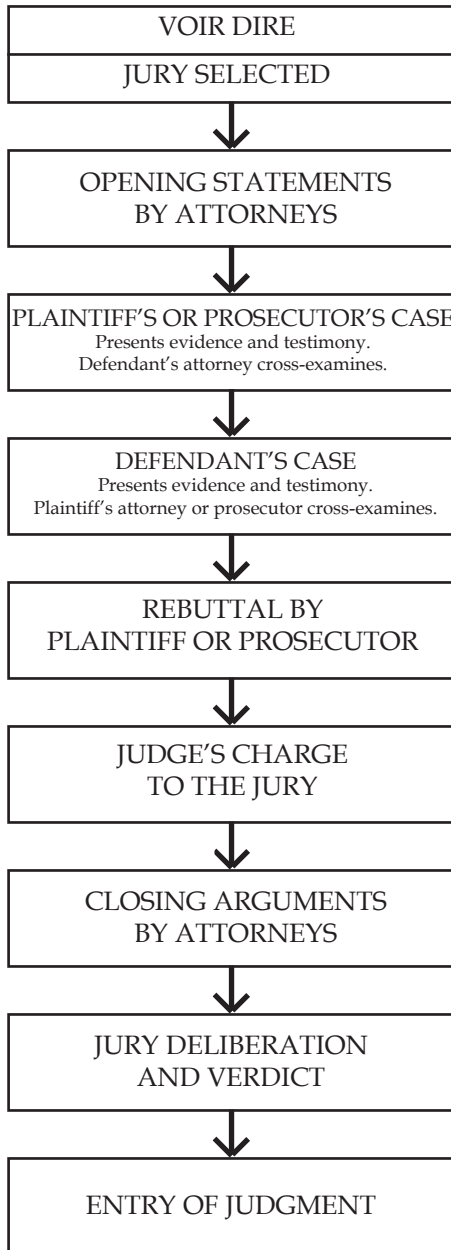 VOIR DIRE
JURY SELECTED
OPENING STATEMENTS
BY ATTORNEYS
PLAINTIFF'S OR PROSECUTOR'S CASE
Presents evidence and testimony.
Defendant's attorney cross-examines.
DEFENDANT'S CASE
Presents evidence and testimony.
Plaintiff's attorney or prosecutor cross-examines.
REBUTTAL BY
PLAINTIFF OR PROSECUTOR
JUDGE'S CHARGE
TO THE JURY
CLOSING ARGUMENTS
BY ATTORNEYS
JURY DELIBERATION
AND VERDICT
ENTRY OF JUDGMENT